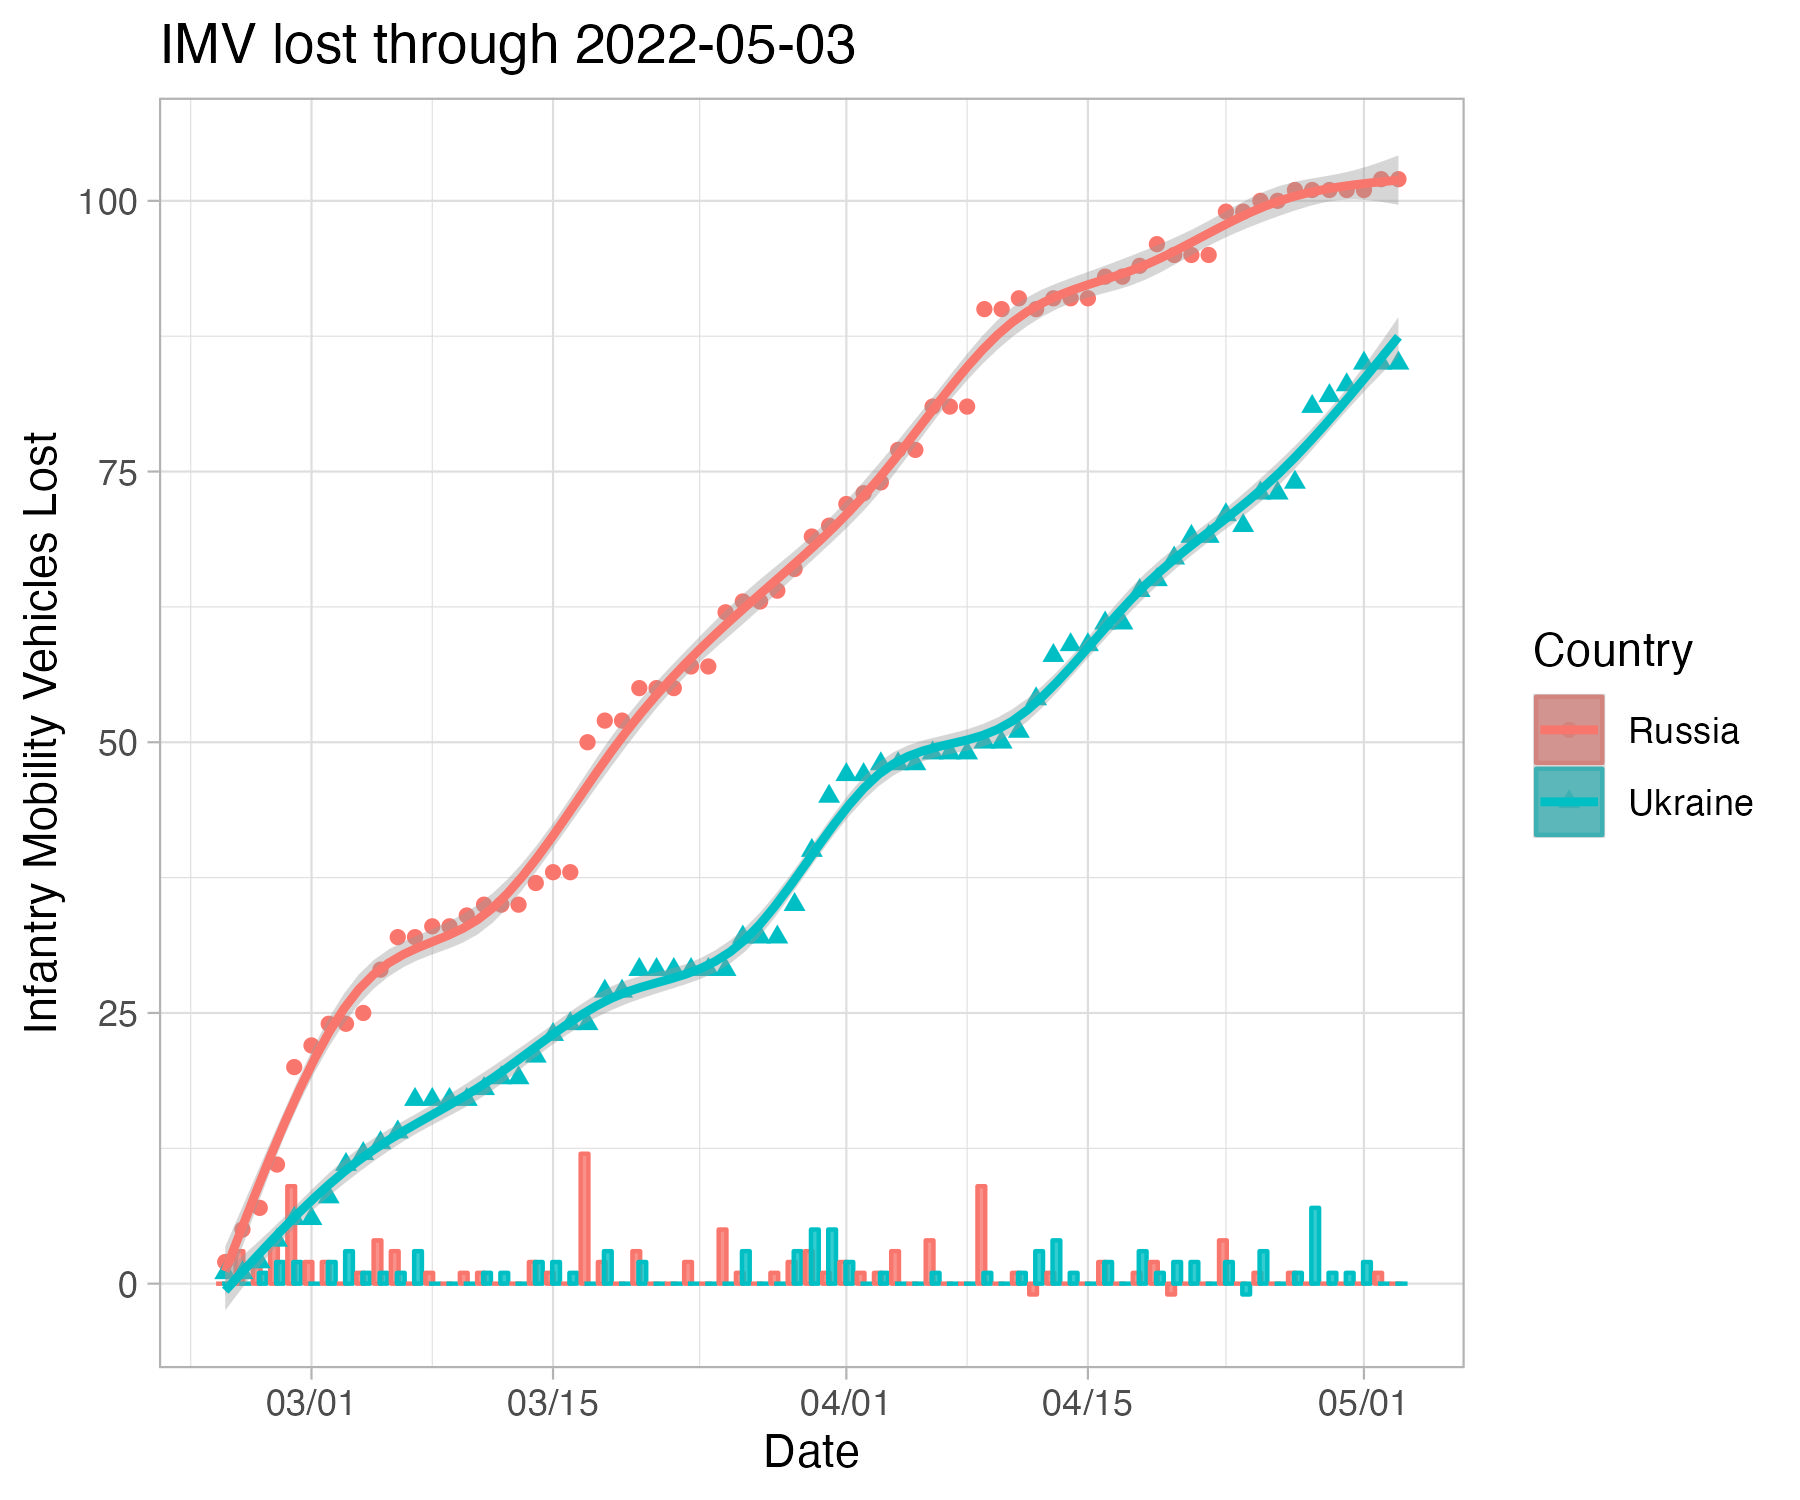 IMV lost through 2022-05-03
Infantry Mobility Vehicles Lost
100
75
50
25
0
03/01
03/15
04/01
04/15
05/01
Date
Country
Russia
Ukraine